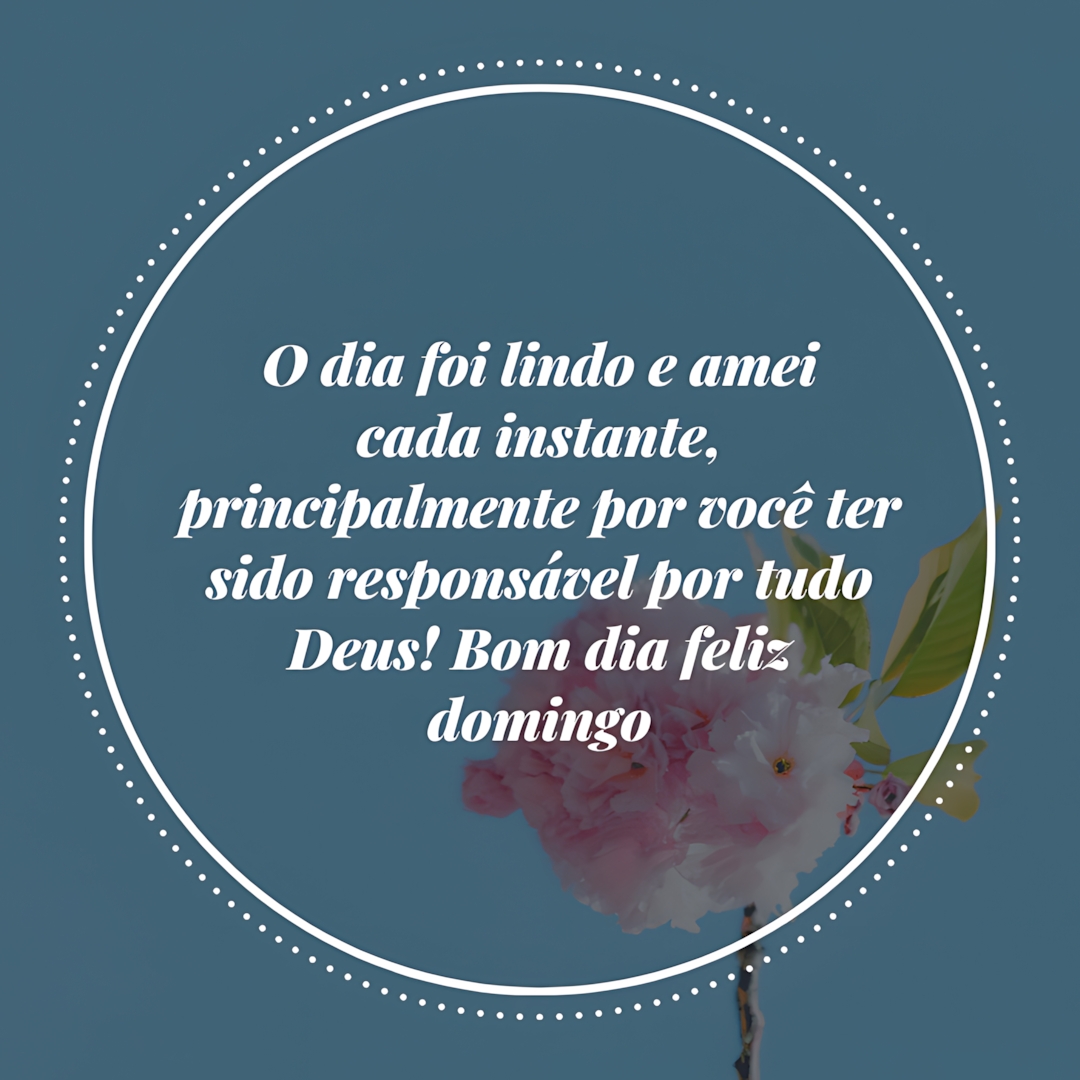 O dia foi lindo e amei
cada instante,
principalmente por você ter
sido responsável por tudo
Deus! Bom dia feliz
domingo